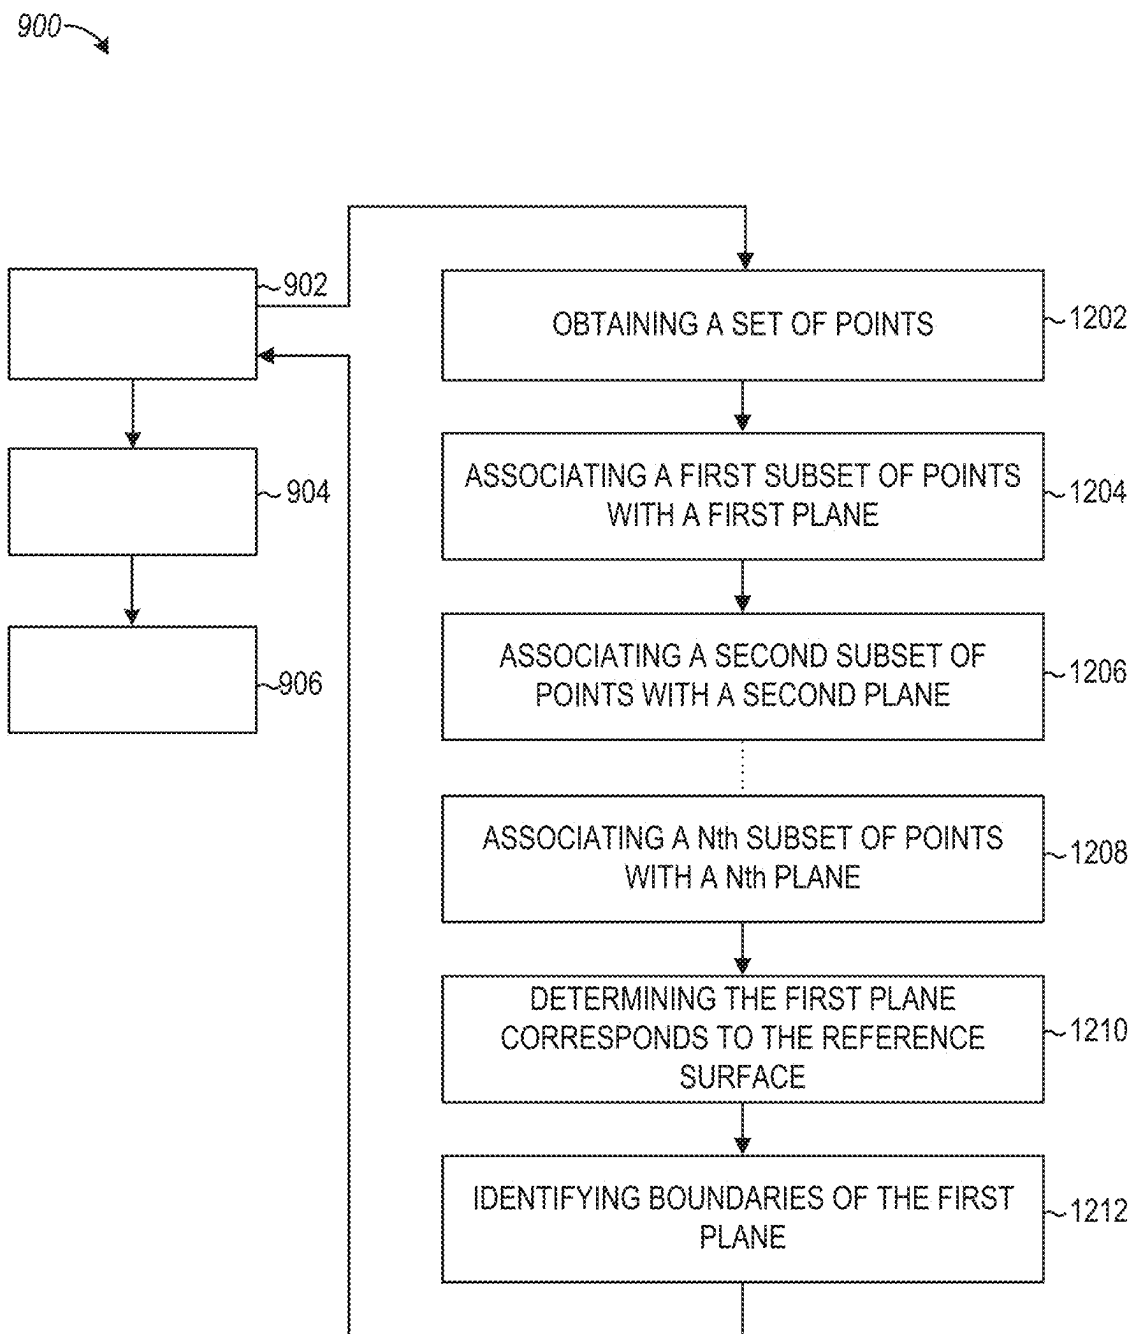 900
902
904
906
OBTAINING A SET OF POINTS
1202
ASSOCIATING A FIRST SUBSET OF POINTS
WITH A FIRST PLANE
1204
ASSOCIATING A SECOND SUBSET OF
POINTS WITH A SECOND PLANE
1206
ASSOCIATING A Nth SUBSET OF POINTS
WITH A Nth PLANE
1208
DETERMINING THE FIRST PLANE
CORRESPONDS TO THE REFERENCE
SURFACE
1210
IDENTIFYING BOUNDARIES OF THE FIRST
PLANE
1212